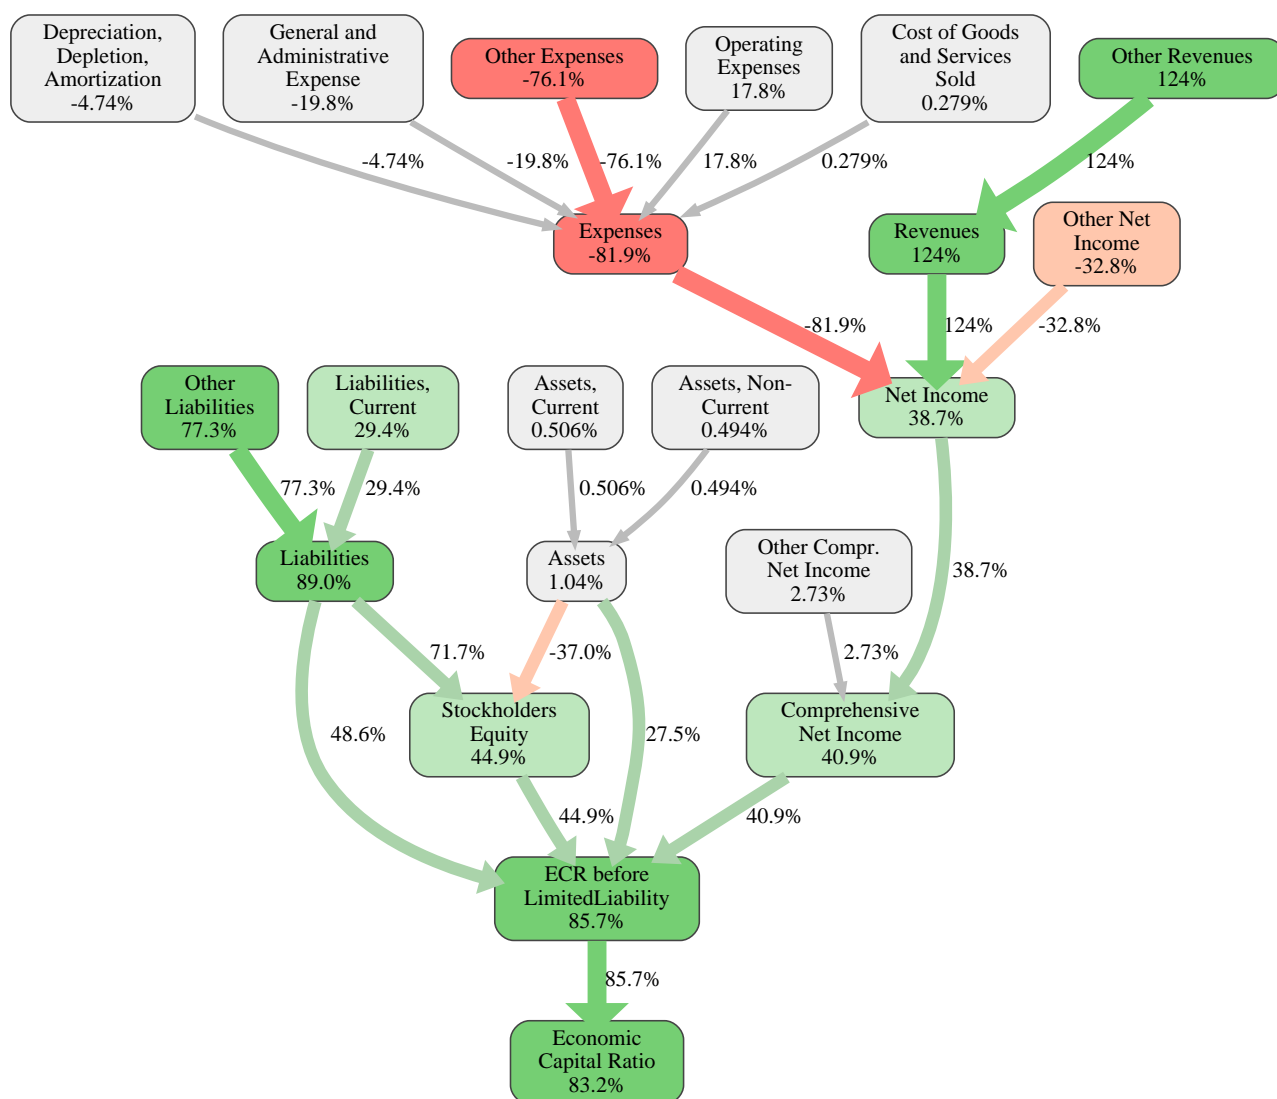 Depreciation,
Depletion,
Amortization
-4.74%
General and
Administrative
Expense
-19.8%
Other Expenses
-76.1%
Operating
Expenses
17.8%
Cost of Goods
and Services
Sold
0.279%
Other Revenues
124%
-4.74%
-19.8%
-76.1%
17.8%
0.279%
124%
Expenses
-81.9%
Revenues
124%
Other Net
Income
-32.8%
-81.9%
124%
-32.8%
Other
Liabilities
77.3%
Liabilities,
Current
29.4%
Assets,
Current
0.506%
Assets, Non-
Current
0.494%
Net Income
38.7%
77.3%
29.4%
0.506%
0.494%
Liabilities
89.0%
Assets
1.04%
Other Compr.
Net Income
2.73%
38.7%
71.7%
-37.0%
2.73%
Stockholders
Equity
44.9%
Comprehensive
Net Income
40.9%
48.6%
27.5%
44.9%
40.9%
ECR before
LimitedLiability
85.7%
85.7%
Economic
Capital Ratio
83.2%